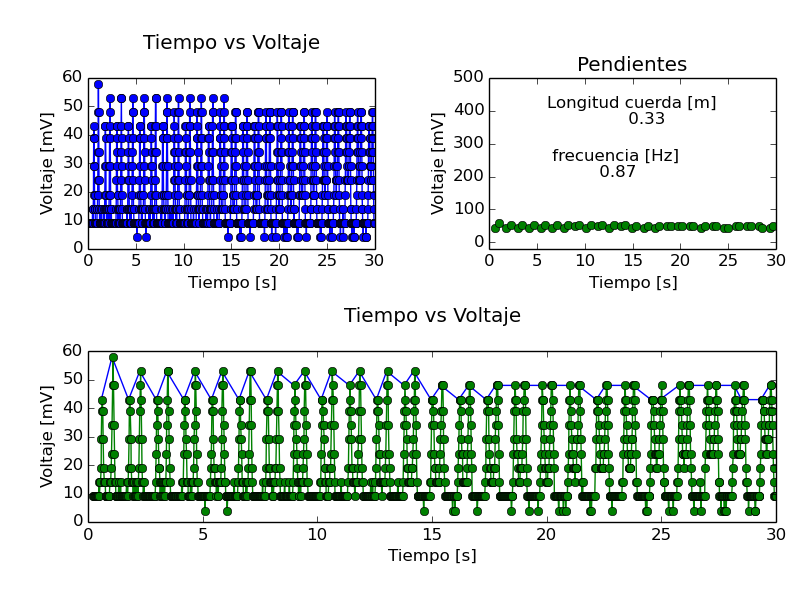 Tiempo vs Voltaje
60
50
40
30
20
10
0
Voltaje [mV]
0 5 10 15 20 25 30
Tiempo [s]
Pendientes
500
400
300
200
100
0
Voltaje [mV]
Longitud cuerda [m]
0.33
frecuencia [Hz]
0.87
0 5 10 15 20 25 30
Tiempo [s]
Tiempo vs Voltaje
60
50
40
30
20
10
0
Voltaje [mV]
0 5 10 15 20 25 30
Tiempo [s]